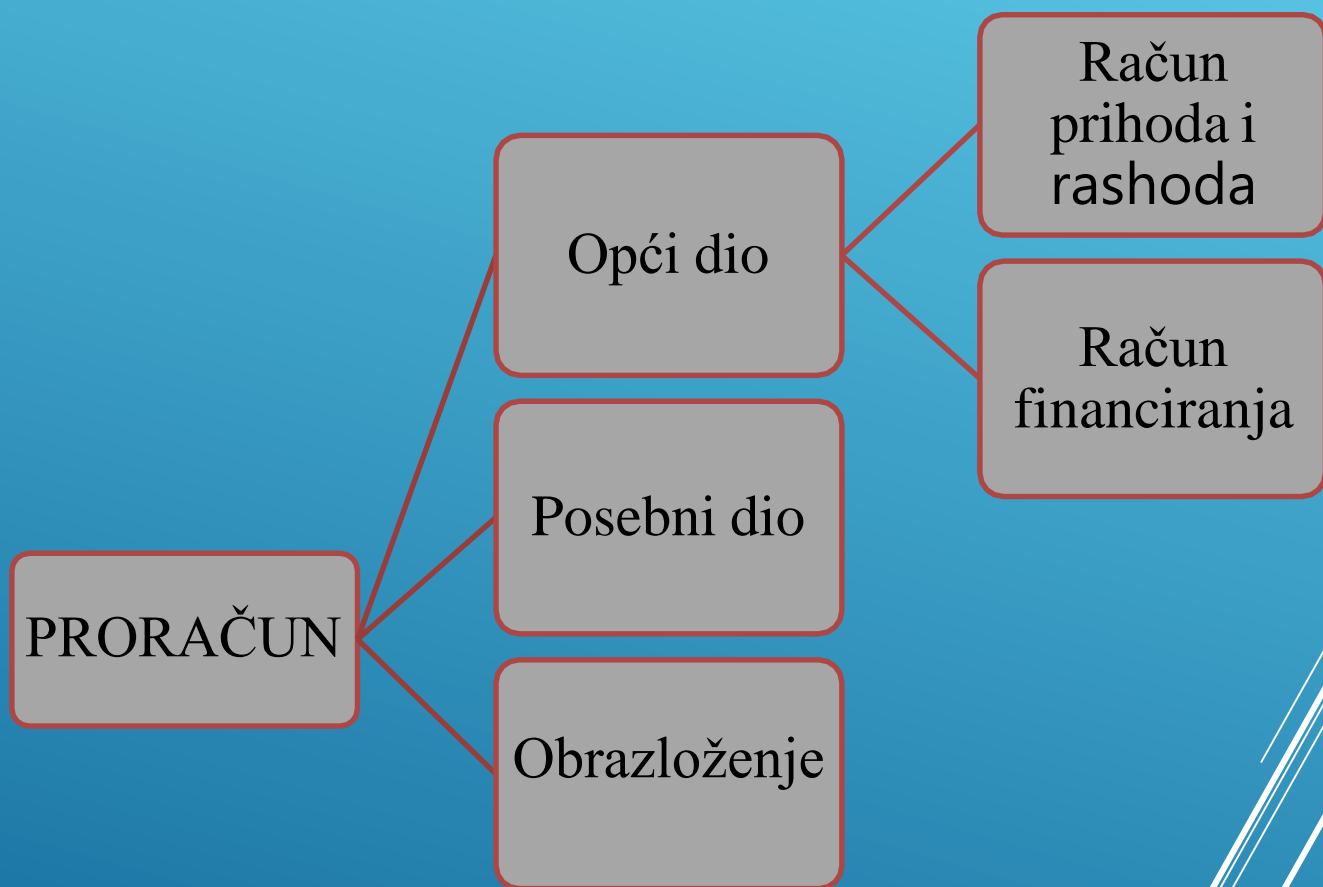 Račun
prihoda i
rashoda
Opći dio
Račun
financiranja
Posebni dio
PRORAČUN
Obrazloženje